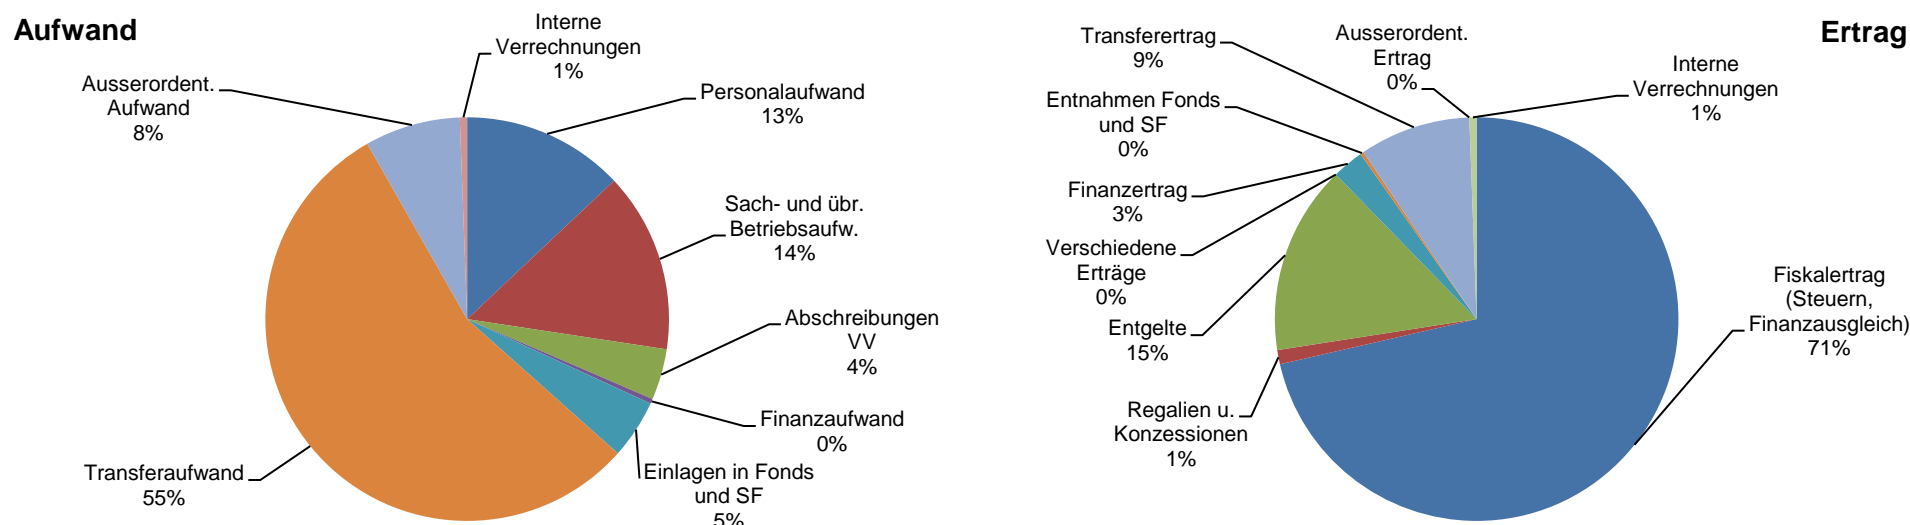 Aufwand
Interne
Verrechnungen
1%
Personalaufwand
13%
Sach- und übr.
Betriebsaufw.
14%
Abschreibungen
VV
4%
Finanzaufwand
0%
Einlagen in Fonds
und SF
5%
Transferaufwand
55%
Ausserordent.
Aufwand
8%
Ertrag
Transferertrag
9%
Ausserordent.
Ertrag
0%
Interne
Verrechnungen
1%
Entnahmen Fonds
und SF
0%
Finanzertrag
3%
Verschiedene
Erträge
0%
Entgelte
15%
Regalien u.
Konzessionen
1%
Fiskalertrag
(Steuern,
Finanzausgleich)
71%